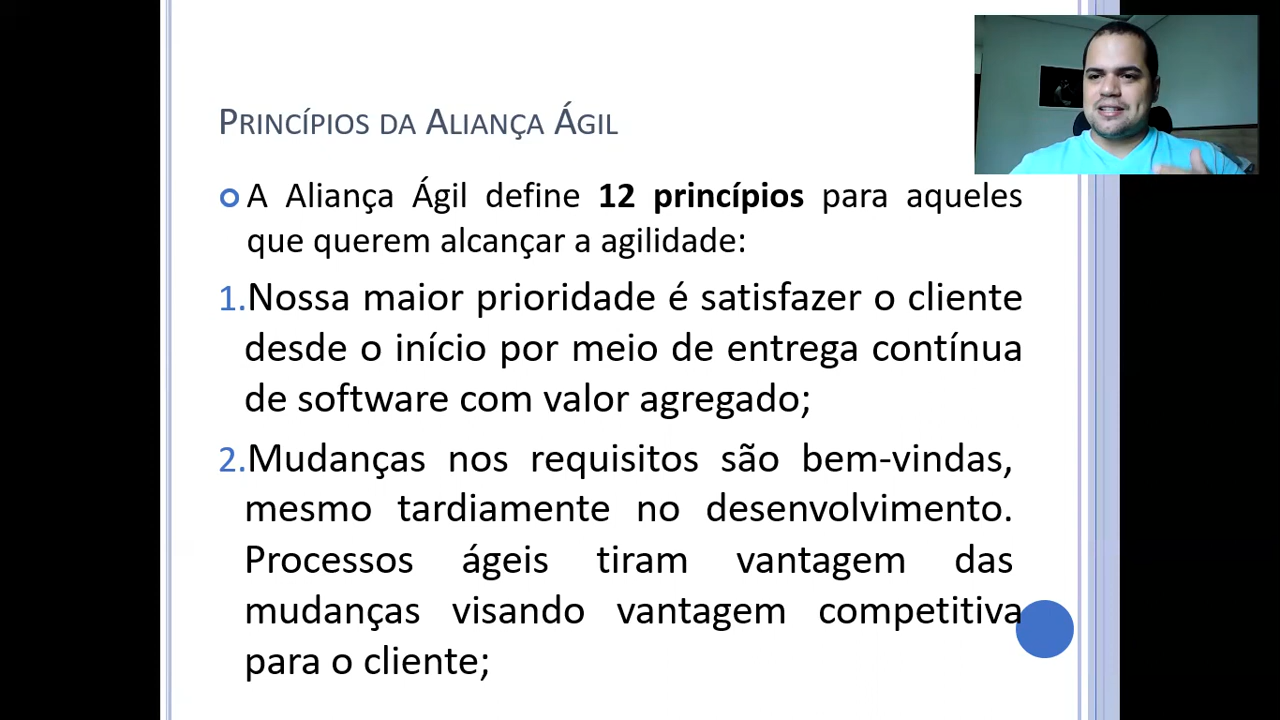 Princípios da Aliança Ágil
A Aliança Ágil define 12 princípios para aqueles
que querem alcançar a agilidade:
1.Nossa maior prioridade é satisfazer o cliente
desde o início por meio de entrega contínua
de software com valor agregado;
2.Mudanças nos requisitos são bem-vindas,
mesmo tardiamente no desenvolvimento.
Processos ágeis tiram vantagem das
mudanças visando vantagem competitiva
para o cliente;